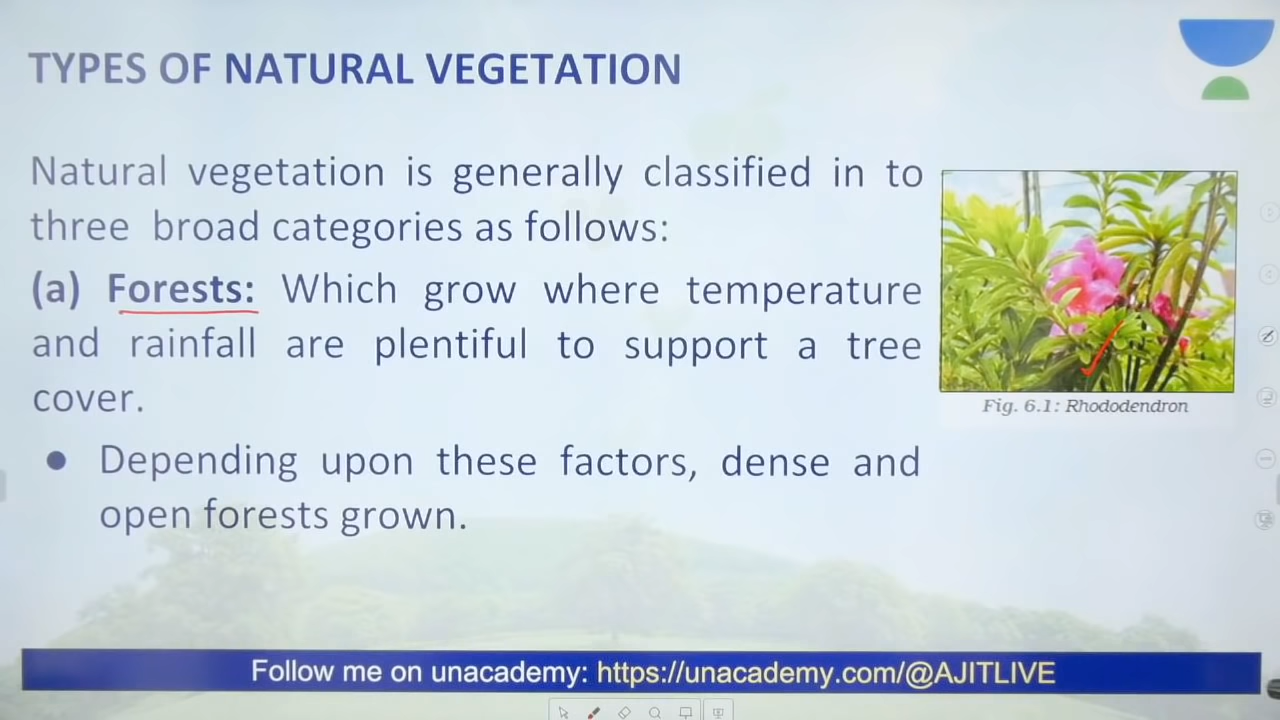 TYPES OF NATURAL VEGETATION
Natural vegetation is generally classified in to
three broad categories as follows:
(a) Forests: Which grow where temperature
and rainfall are plentiful to support a tree
cover.
Fig. 6.1: Rhododendron
● Depending upon these factors, dense and
open forests grown.
Follow me on unacademy: https://unacademy.com/@AJITLIVE